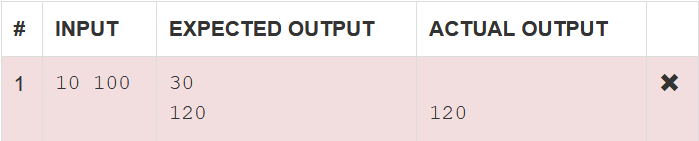 # INPUT EXPECTED OUTPUT ACTUAL OUTPUT
1 10 100 30
120 120 ✖